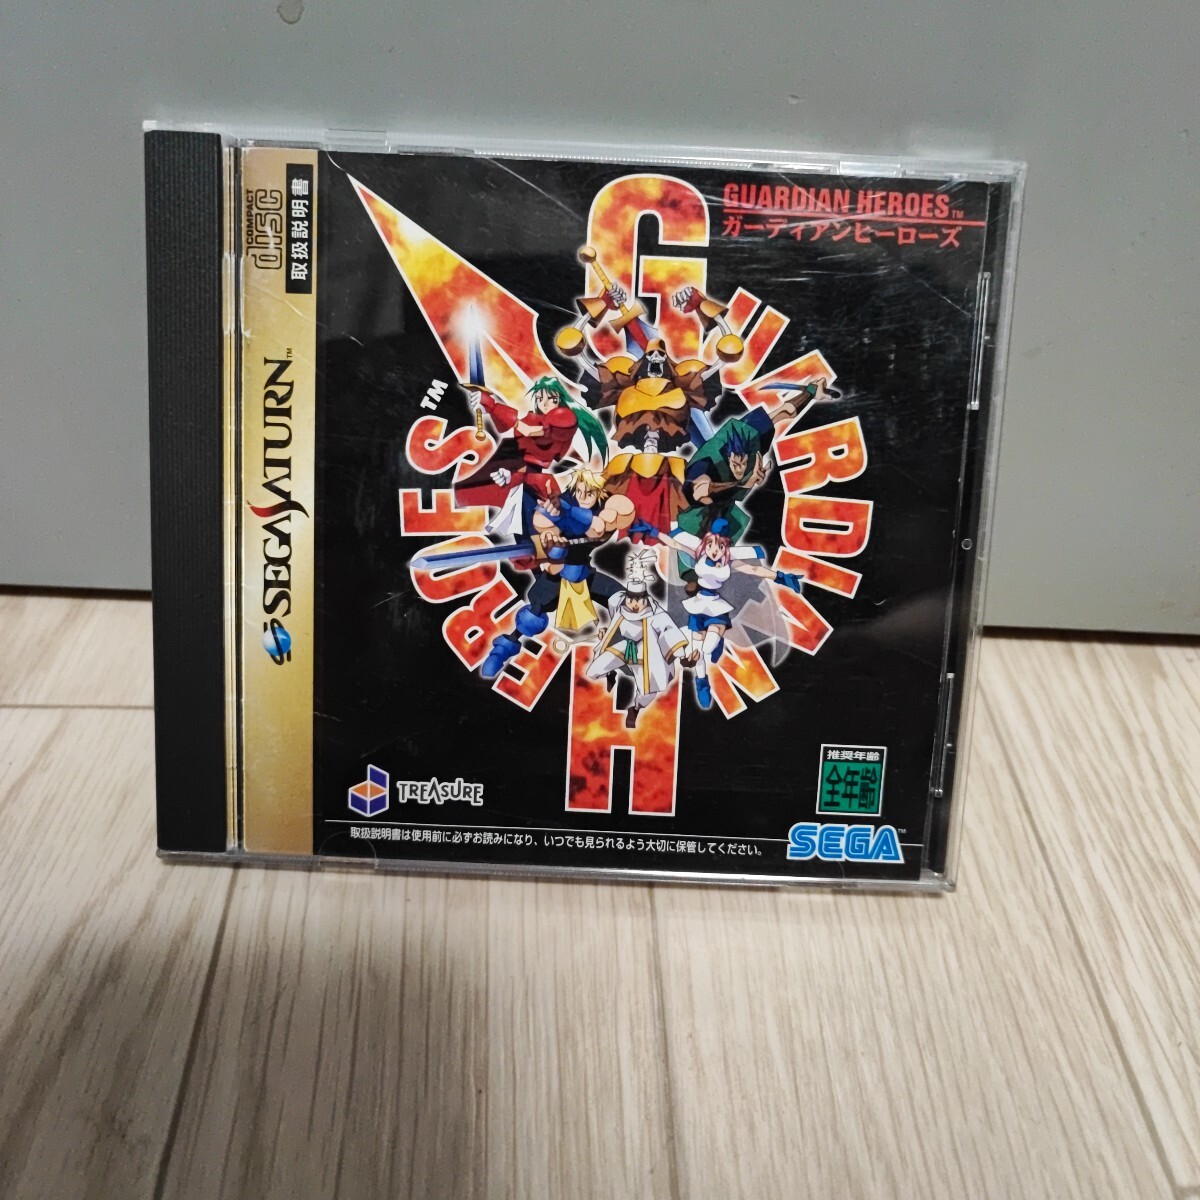 COMPACT
disc
取扱説明書
SEGA SATURN™
GUARDIAN HEROES™
ガーディアンヒーローズ
GUARDIAN
HEROES™
TREASURE
推奨年齢
全年齢
取扱説明書は使用前に必ずお読みになり、いつでも見られるよう大切に保管してください。
SEGA™